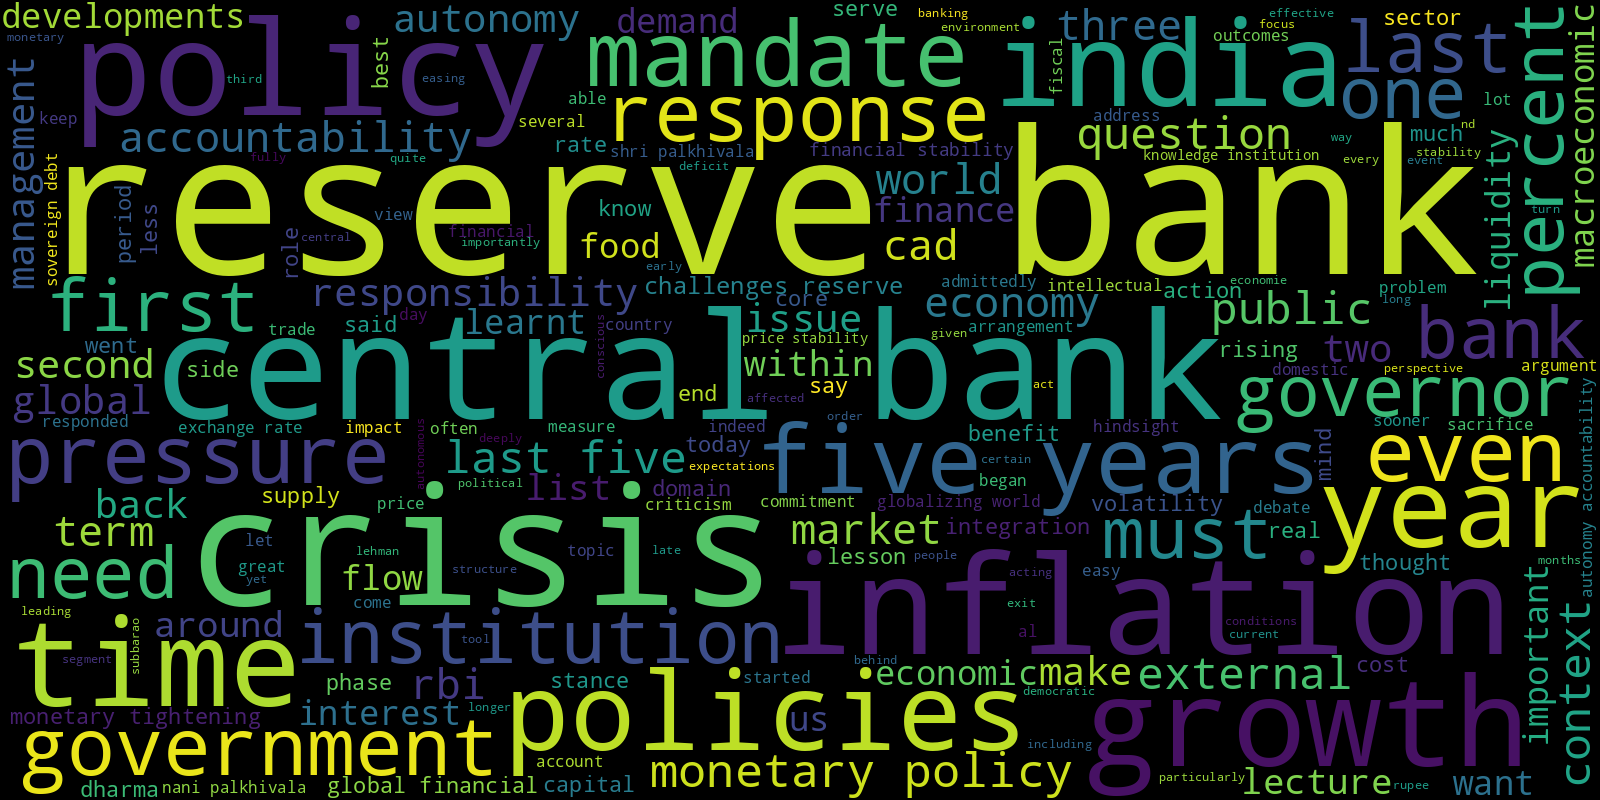 developments
autonomy
demand
serve
banking
environment
three
focus
effective
outcomes
last
sector
monetary
policy
third
best
easing
mandate
india
fiscal
one
percent
macroeconomic
management
keep
able
response
several
accountability
fully
quite
rate
shri palkhivala
deficit
financial stability
address
question
way
knowledge institution
every
much
nd
stability
event
lot
liquidity
sovereign debt
period
less
reserve bank
world
finance
view
know
role
central
financial
importantly
food
cad
early
turn
first
responsibility
challenges reserve
core
admittedly
intellectual
economie
action
problem
long
public
economy
trade
said
day
learnt
country
conscious
issue
price stability
given
arrangement
went
second
side
central bank
within
rising
two
bank
domestic
perspective
argument
end
say
act
affected
global
governor
responded
exchange rate
impact
often
measure
indeed
order
benefit
hindsight
sooner
sacrifice
autonomy accountability
pressure
autonomous
deeply
last five
today
expectations
five years
certain
began
mind
even
year
back
supply
price
political
list
domain
criticism
commitment
globalizing world
volatility
debate
term
crisis
let
great
yet
lehman
flow
come
structure
topic
late
market
integration
must
real
lesson
people
easy
thought
months
need
inflation
acting
exit
al
conditions
current
important
context
leading
time
subbarao
segment
around
institution
tool
behind
economic
make
external
cost
phase
rbi
stance
started
democratic
monetary tightening
interest
longer
policies
us
growth
including
government
account
dharma
nani palkhivala
global financial
capital
monetary policy
particularly
lecture
rupee
want